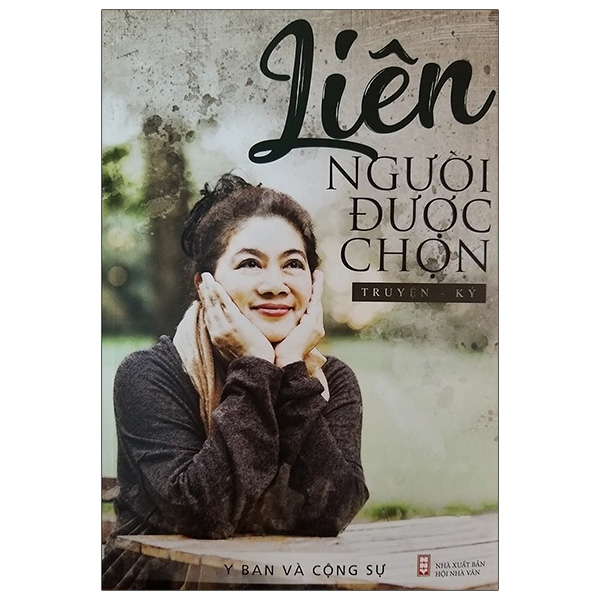 Liên
NGƯỜI
ĐƯỢC
CHỌN
TRUYỆN - KÝ
Y BAN VÀ CỘNG SỰ
NHÀ XUẤT BẢN
HỘI NHÀ VĂN